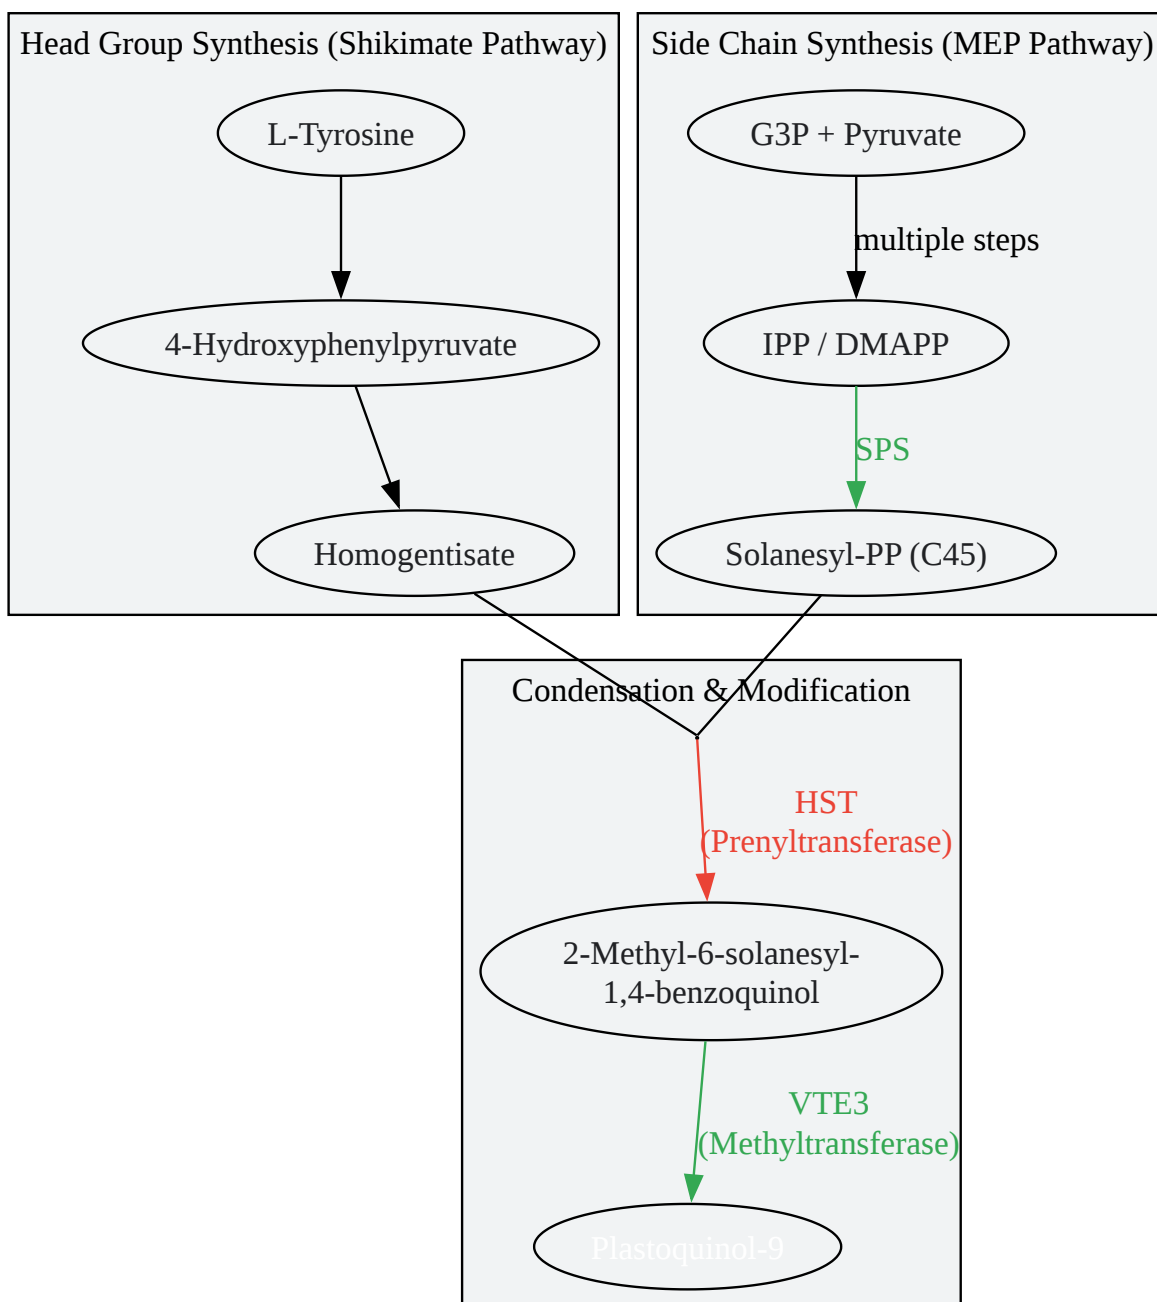 Head Group Synthesis (Shikimate Pathway)
L-Tyrosine
4-Hydroxyphenylpyruvate
Homogentisate
Side Chain Synthesis (MEP Pathway)
G3P + Pyruvate
multiple steps
IPP / DMAPP
SPS
Solanesyl-PP (C45)
Condensation & Modification
HST
(Prenyltransferase)
2-Methyl-6-solanesyl-
1,4-benzoquinol
VTE3
(Methyltransferase)
Plastoquinol-9